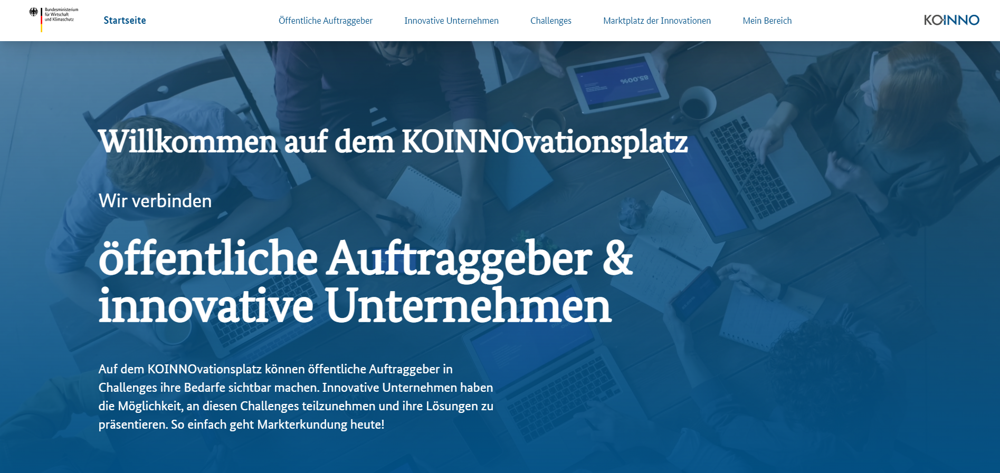 Bundesministerium
für Wirtschaft
und Klimaschutz
Startseite
Öffentliche Auftraggeber
Innovative Unternehmen
Challenges
Marktplatz der Innovationen
Mein Bereich
KOINNO
85.00%
Willkommen auf dem KOINNOvationsplatz
Wir verbinden
öffentliche Auftraggeber &
innovative Unternehmen
Auf dem KOINNOvationsplatz können öffentliche Auftraggeber in
Challenges ihre Bedarfe sichtbar machen. Innovative Unternehmen haben
die Möglichkeit, an diesen Challenges teilzunehmen und ihre Lösungen zu
präsentieren. So einfach geht Markterkundung heute!